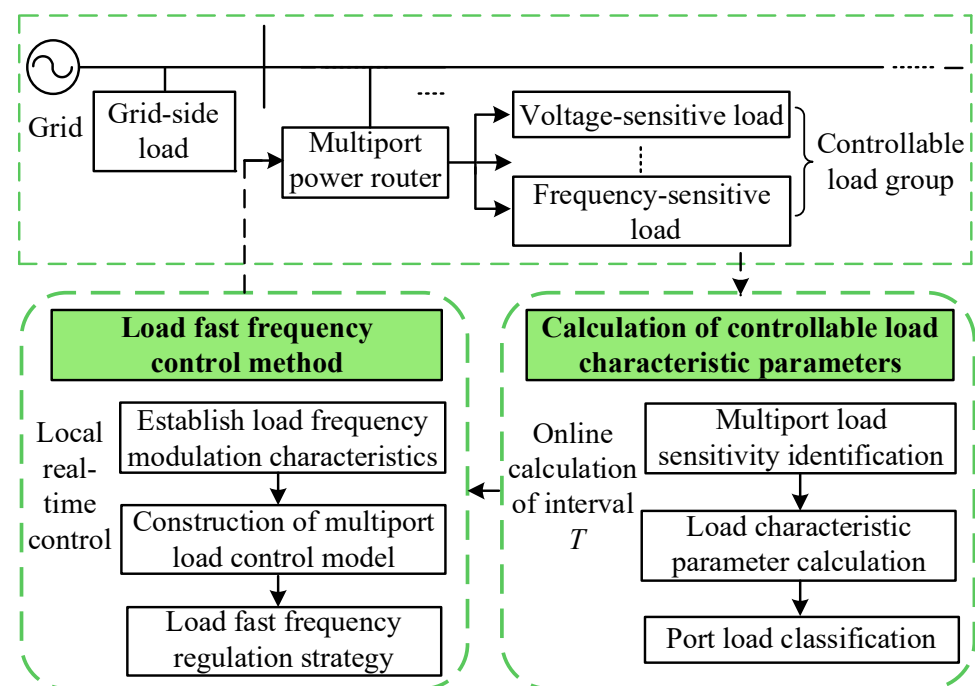 Grid
Grid-side
load
Multiport
power router
Voltage-sensitive load
Frequency-sensitive
load
Controllable
load group
Load fast frequency
control method
Local
real-
time
control
Establish load frequency
modulation characteristics
Construction of multiport
load control model
Load fast frequency
regulation strategy
Calculation of controllable load
characteristic parameters
Online
calculation
of interval
T
Multiport load
sensitivity identification
Load characteristic
parameter calculation
Port load classification